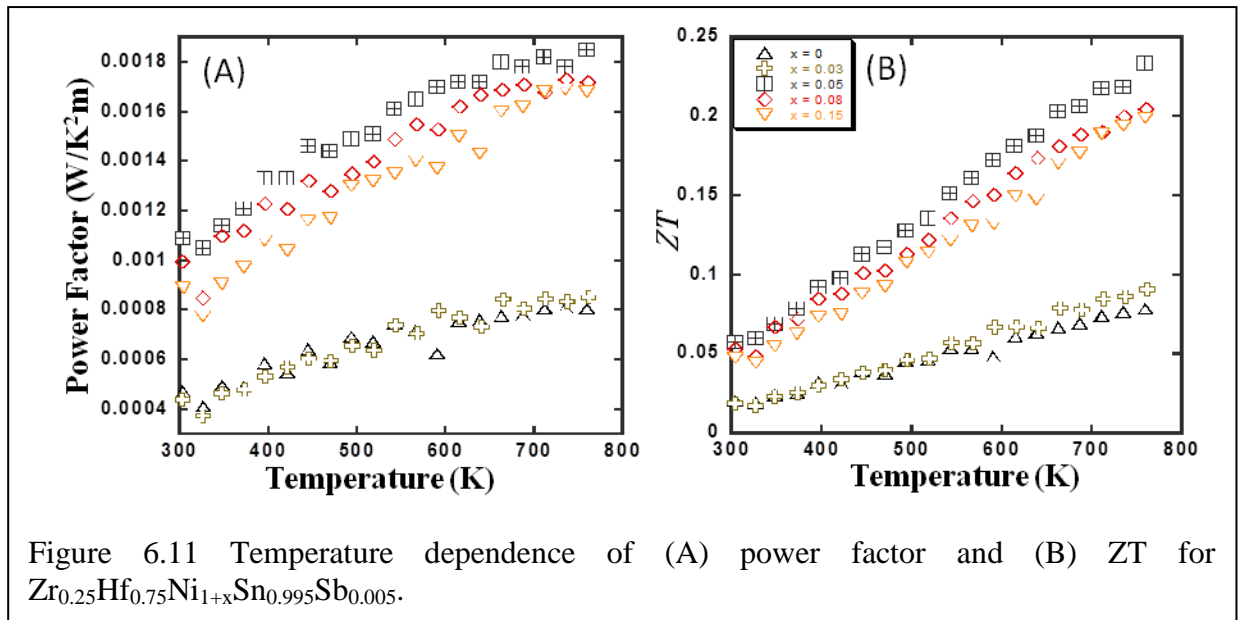 (A)
Power Factor (W/K²m)
0.0018
0.0016
0.0014
0.0012
0.001
0.0008
0.0006
0.0004
300 400 500 600 700 800
Temperature (K)
(B)
ZT
0.25
0.2
0.15
0.1
0.05
0
x = 0
x = 0.03
x = 0.05
x = 0.08
x = 0.15
300 400 500 600 700 800
Temperature (K)
Figure 6.11 Temperature dependence of (A) power factor and (B) ZT for
Zr₀.₂₅Hf₀.₇₅Ni₁₊ₓSn₀.₉₉₅Sb₀.₀₀₅.